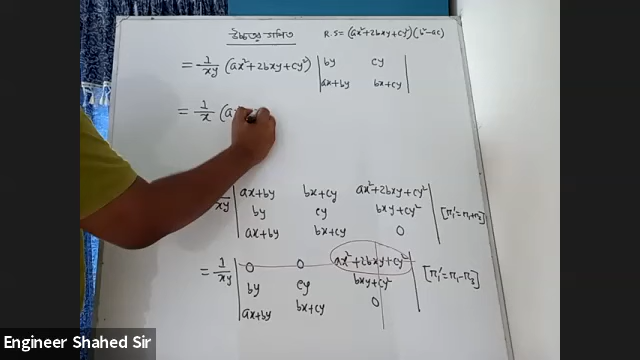 উচ্চতর গণিত R.S = (ax²+2bxy+cy²)(b²-ac)
= 1/xy (ax²+2bxy+cy²) | by cy |
| ax+by bx+cy |
= 1/x (a
xy | ax+by bx+cy ax²+2bxy+cy² |
| by cy bxy+cy² | [r₁′=r₁+r₂]
| ax+by bx+cy 0 |
= 1/xy | 0 0 ax²+2bxy+cy² | [r₁′=r₁-r₃]
| by cy bxy+cy² |
| ax+by bx+cy 0 |
Engineer Shahed Sir